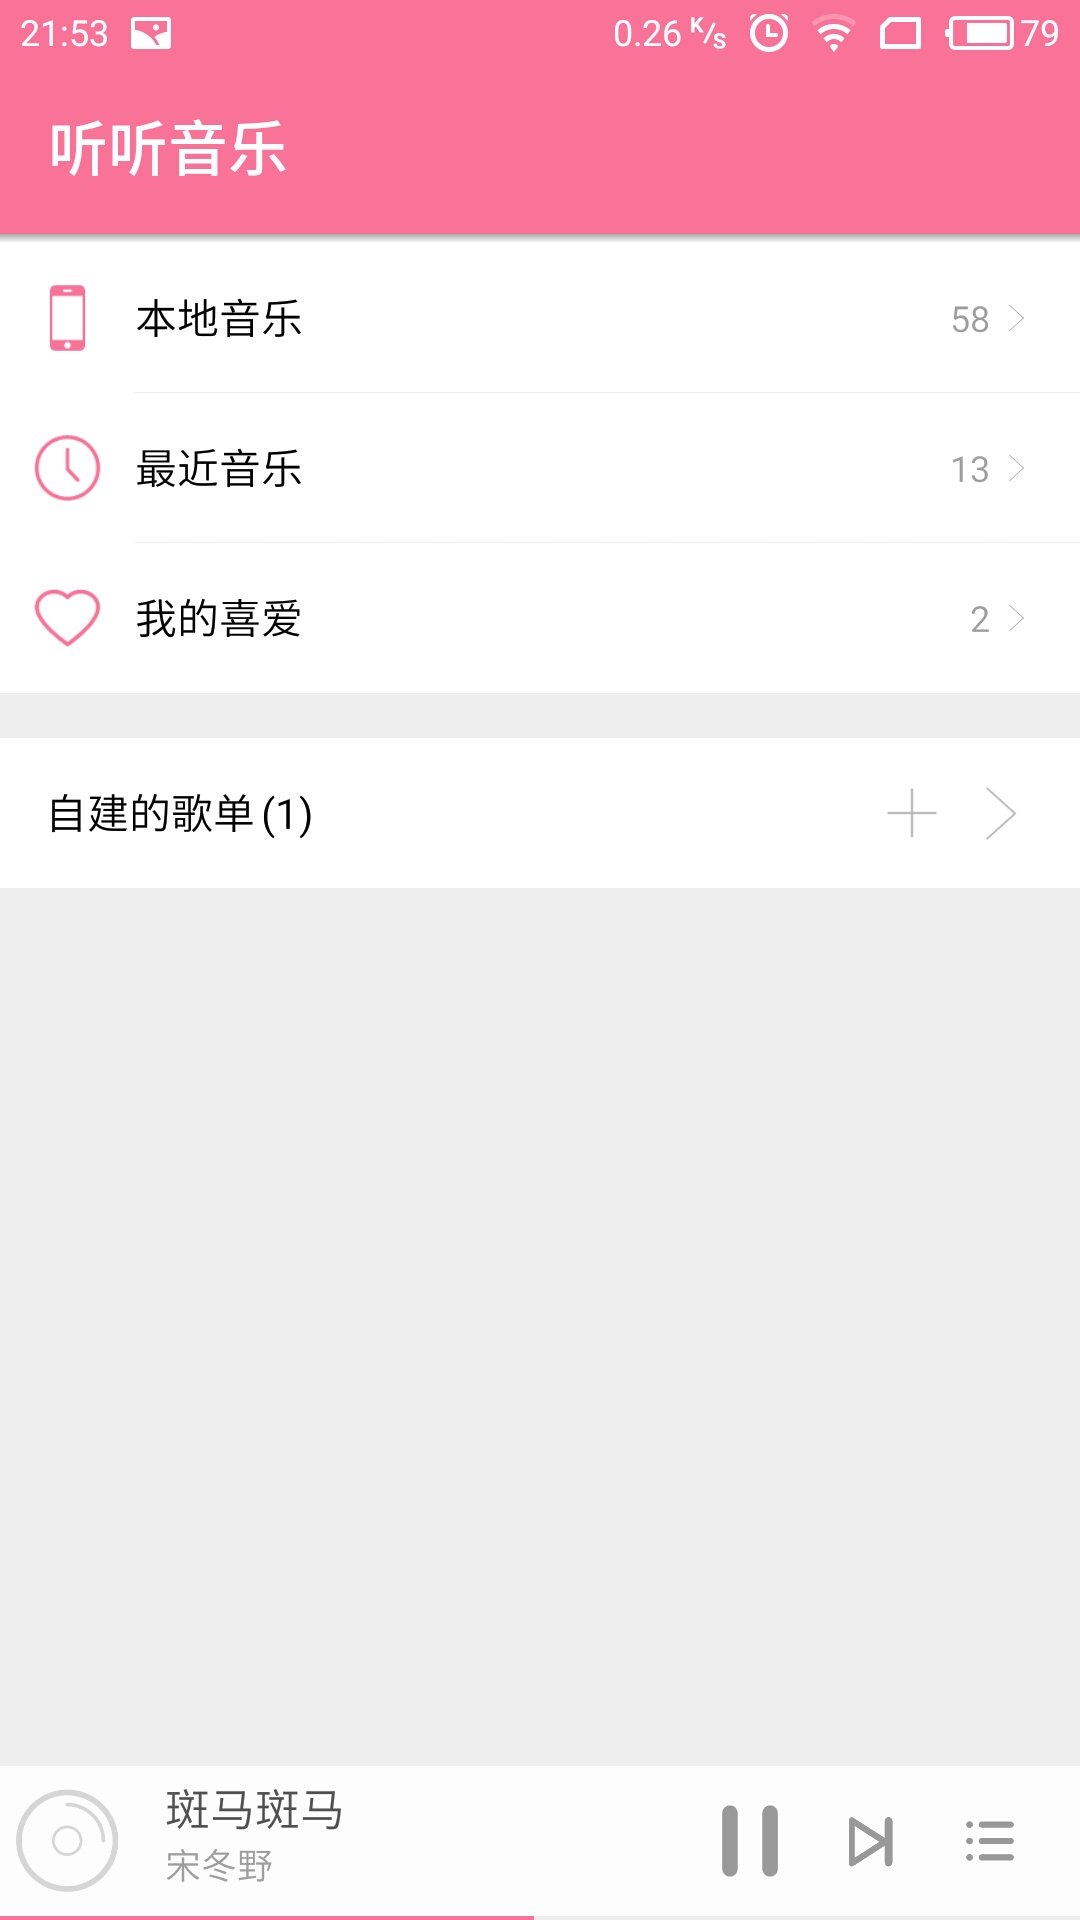 21:53 0.26 K/s 79
听听音乐
本地音乐 58
最近音乐 13
我的喜爱 2
自建的歌单(1)
斑马斑马
宋冬野